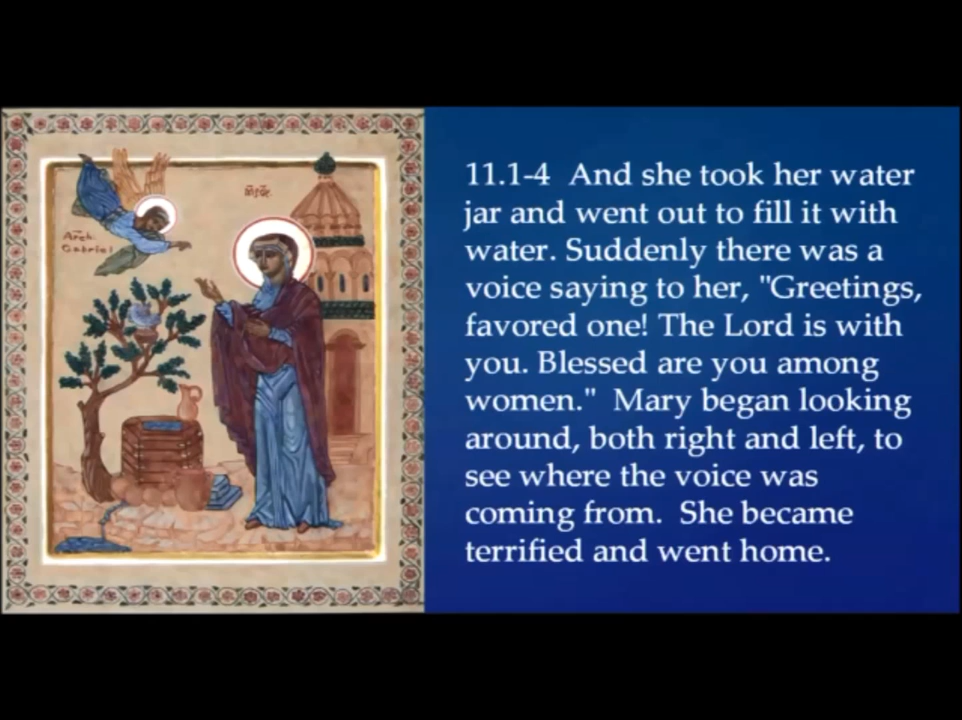 Arch:
Gabriel
11.1-4  And she took her water
jar and went out to fill it with
water. Suddenly there was a
voice saying to her, "Greetings,
favored one! The Lord is with
you. Blessed are you among
women."  Mary began looking
around, both right and left, to
see where the voice was
coming from.  She became
terrified and went home.